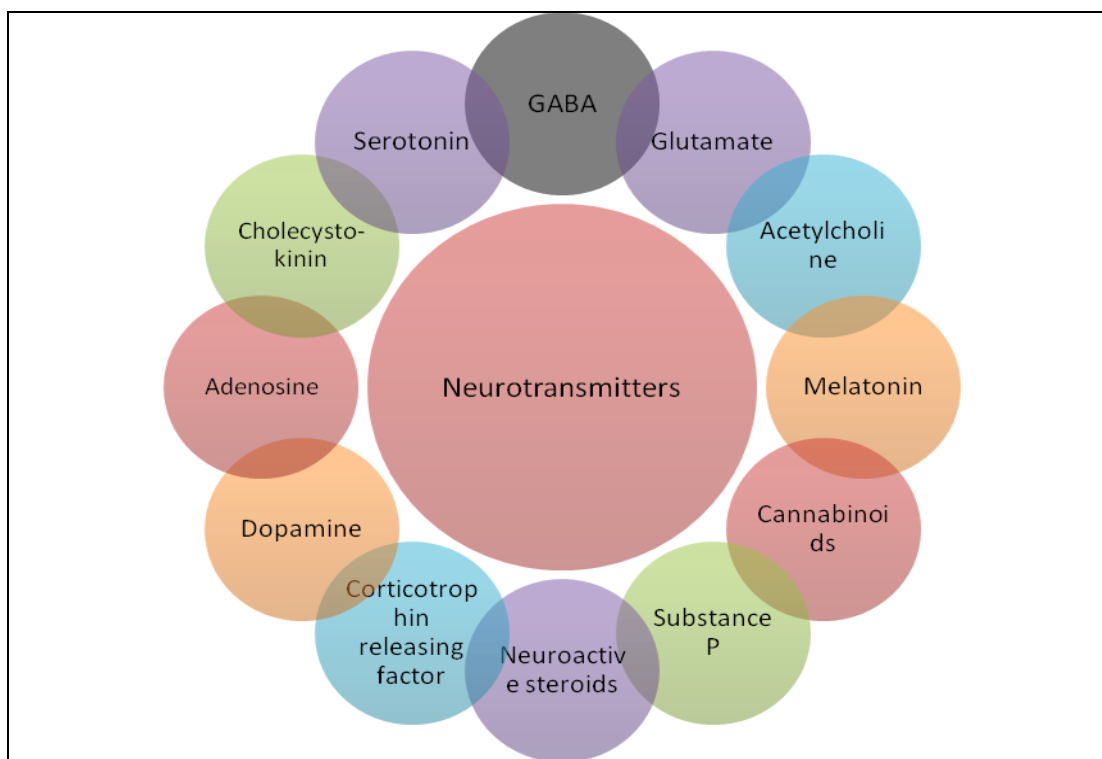 GABA
Serotonin
Glutamate
Cholecysto-
kinin
Acetylcholi
ne
Adenosine
Neurotransmitters
Melatonin
Dopamine
Cannabinoi
ds
Corticotrop
hin
releasing
factor
Neuroactiv
e steroids
Substance
P